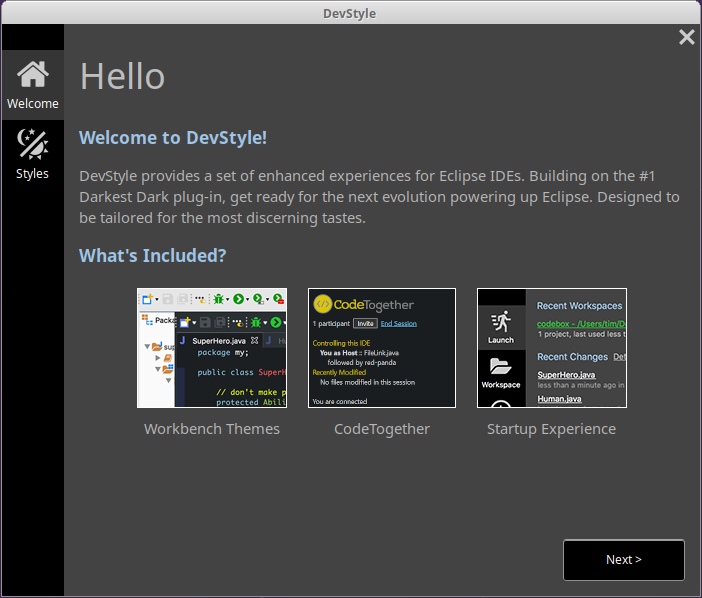 DevStyle
Welcome
Styles
Hello
Welcome to DevStyle!
DevStyle provides a set of enhanced experiences for Eclipse IDEs. Building on the #1
Darkest Dark plug-in, get ready for the next evolution powering up Eclipse. Designed to
be tailored for the most discerning tastes.
What's Included?
Packa
sup
SuperHero.java
package my;
public class SuperH
// don't make p
protected Abili
Workbench Themes
CodeTogether
1 participant Invite End Session
Controlling this IDE
You as Host :: FileLink.java
followed by red-panda
Recently Modified
No files modified in this session
You are connected
CodeTogether
Launch
Workspace
Recent Workspaces
codebox - /Users/tim/D
1 project, last used less t
Recent Changes Det
SuperHero.java
less than a minute ago in
Human.java
Startup Experience
Next >